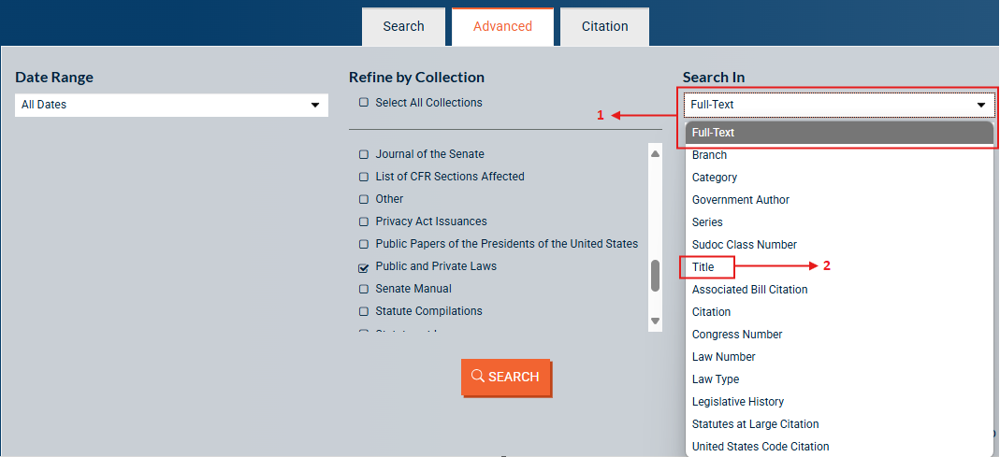 Search
Advanced
Citation
Date Range
All Dates
Refine by Collection
Select All Collections
Journal of the Senate
List of CFR Sections Affected
Other
Privacy Act Issuances
Public Papers of the Presidents of the United States
Public and Private Laws
Senate Manual
Statute Compilations
SEARCH
Search In
Full-Text
1
Full-Text
Branch
Category
Government Author
Series
Sudoc Class Number
Title
2
Associated Bill Citation
Citation
Congress Number
Law Number
Law Type
Legislative History
Statutes at Large Citation
United States Code Citation